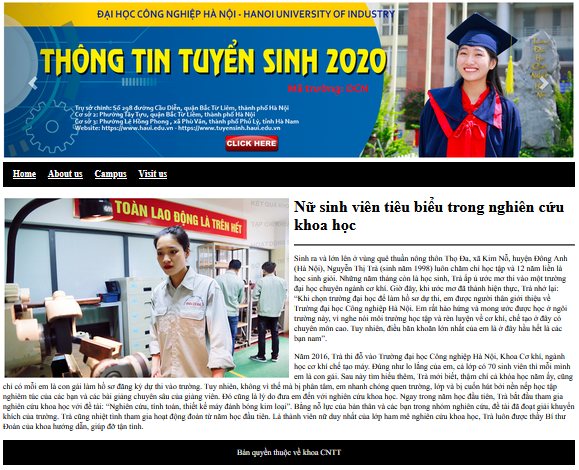 ĐẠI HỌC CÔNG NGHIỆP HÀ NỘI - HANOI UNIVERSITY OF INDUSTRY
THÔNG TIN TUYỂN SINH 2020
Mã trường: DCN
Trụ sở chính: Số 298 đường Cầu Diễn, quận Bắc Từ Liêm, thành phố Hà Nội
Cơ sở 2: Phường Tây Tựu, quận Bắc Từ Liêm, thành phố Hà Nội
Cơ sở 3: Phường Lê Hồng Phong , xã Phù Vân, thành phố Phủ Lý, tỉnh Hà Nam
Website: https://www.haui.edu.vn - https://www.tuyensinh.haui.edu.vn
CLICK HERE
Home About us Campus Visit us
TOÀN LAO ĐỘNG LÀ TRÊN HẾT
Nữ sinh viên tiêu biểu trong nghiên cứu
khoa học
Sinh ra và lớn lên ở vùng quê thuần nông thôn Thọ Đa, xã Kim Nỗ, huyện Đông Anh
(Hà Nội), Nguyễn Thị Trà (sinh năm 1998) luôn chăm chỉ học tập và 12 năm liền là
học sinh giỏi. Những năm tháng còn là học sinh, Trà ấp ủ ước mơ thi vào một trường
đại học chuyên ngành cơ khí. Giờ đây, khi ước mơ đã thành hiện thực, Trà nhớ lại:
“Khi chọn trường đại học để làm hồ sơ dự thi, em được người thân giới thiệu về
Trường đại học Công nghiệp Hà Nội. Em rất hào hứng và mong ước được học ở ngôi
trường này, vì nghe nói môi trường học tập và rèn luyện về cơ khí, chế tạo ở đây có
chuyên môn cao. Tuy nhiên, điều băn khoăn lớn nhất của em là ở đây hầu hết là các
bạn nam”.
Năm 2016, Trà thi đỗ vào Trường đại học Công nghiệp Hà Nội, Khoa Cơ khí, ngành
học cơ khí chế tạo máy. Đúng như lo lắng của em, cả lớp có 70 sinh viên thì mỗi mình
em là con gái. Sau này tìm hiểu thêm, Trà mới biết, thậm chí cả khóa học năm ấy, cũng
chỉ có mỗi em là con gái làm hồ sơ đăng ký dự thi vào trường. Tuy nhiên, không vì thế mà bị phân tâm, em nhanh chóng quen trường, lớp và bị cuốn hút bởi nền nếp học tập
nghiêm túc của các bạn và các bài giảng chuyên sâu của giảng viên. Đó cũng là lý do đưa em đến với nghiên cứu khoa học. Ngay trong năm học đầu tiên, Trà bắt đầu tham gia
nghiên cứu khoa học với đề tài: “Nghiên cứu, tính toán, thiết kế máy đánh bóng kim loại”. Bằng nỗ lực của bản thân và các bạn trong nhóm nghiên cứu, đề tài đã đoạt giải khuyến
khích của trường. Trà cũng nhiệt tình tham gia hoạt động đoàn từ năm học đầu tiên. Là thành viên nữ duy nhất của lớp ham mê nghiên cứu khoa học, Trà luôn được thầy Bí thư
Đoàn của khoa hướng dẫn, giúp đỡ tận tình.
Bản quyền thuộc về khoa CNTT